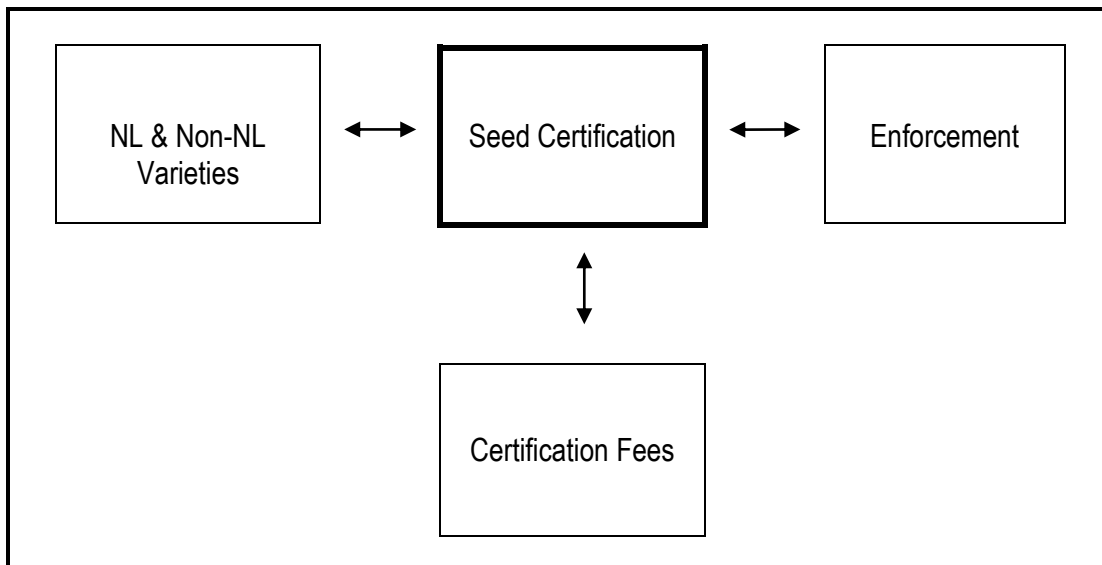 NL & Non-NL
Varieties
Seed Certification
Enforcement
Certification Fees